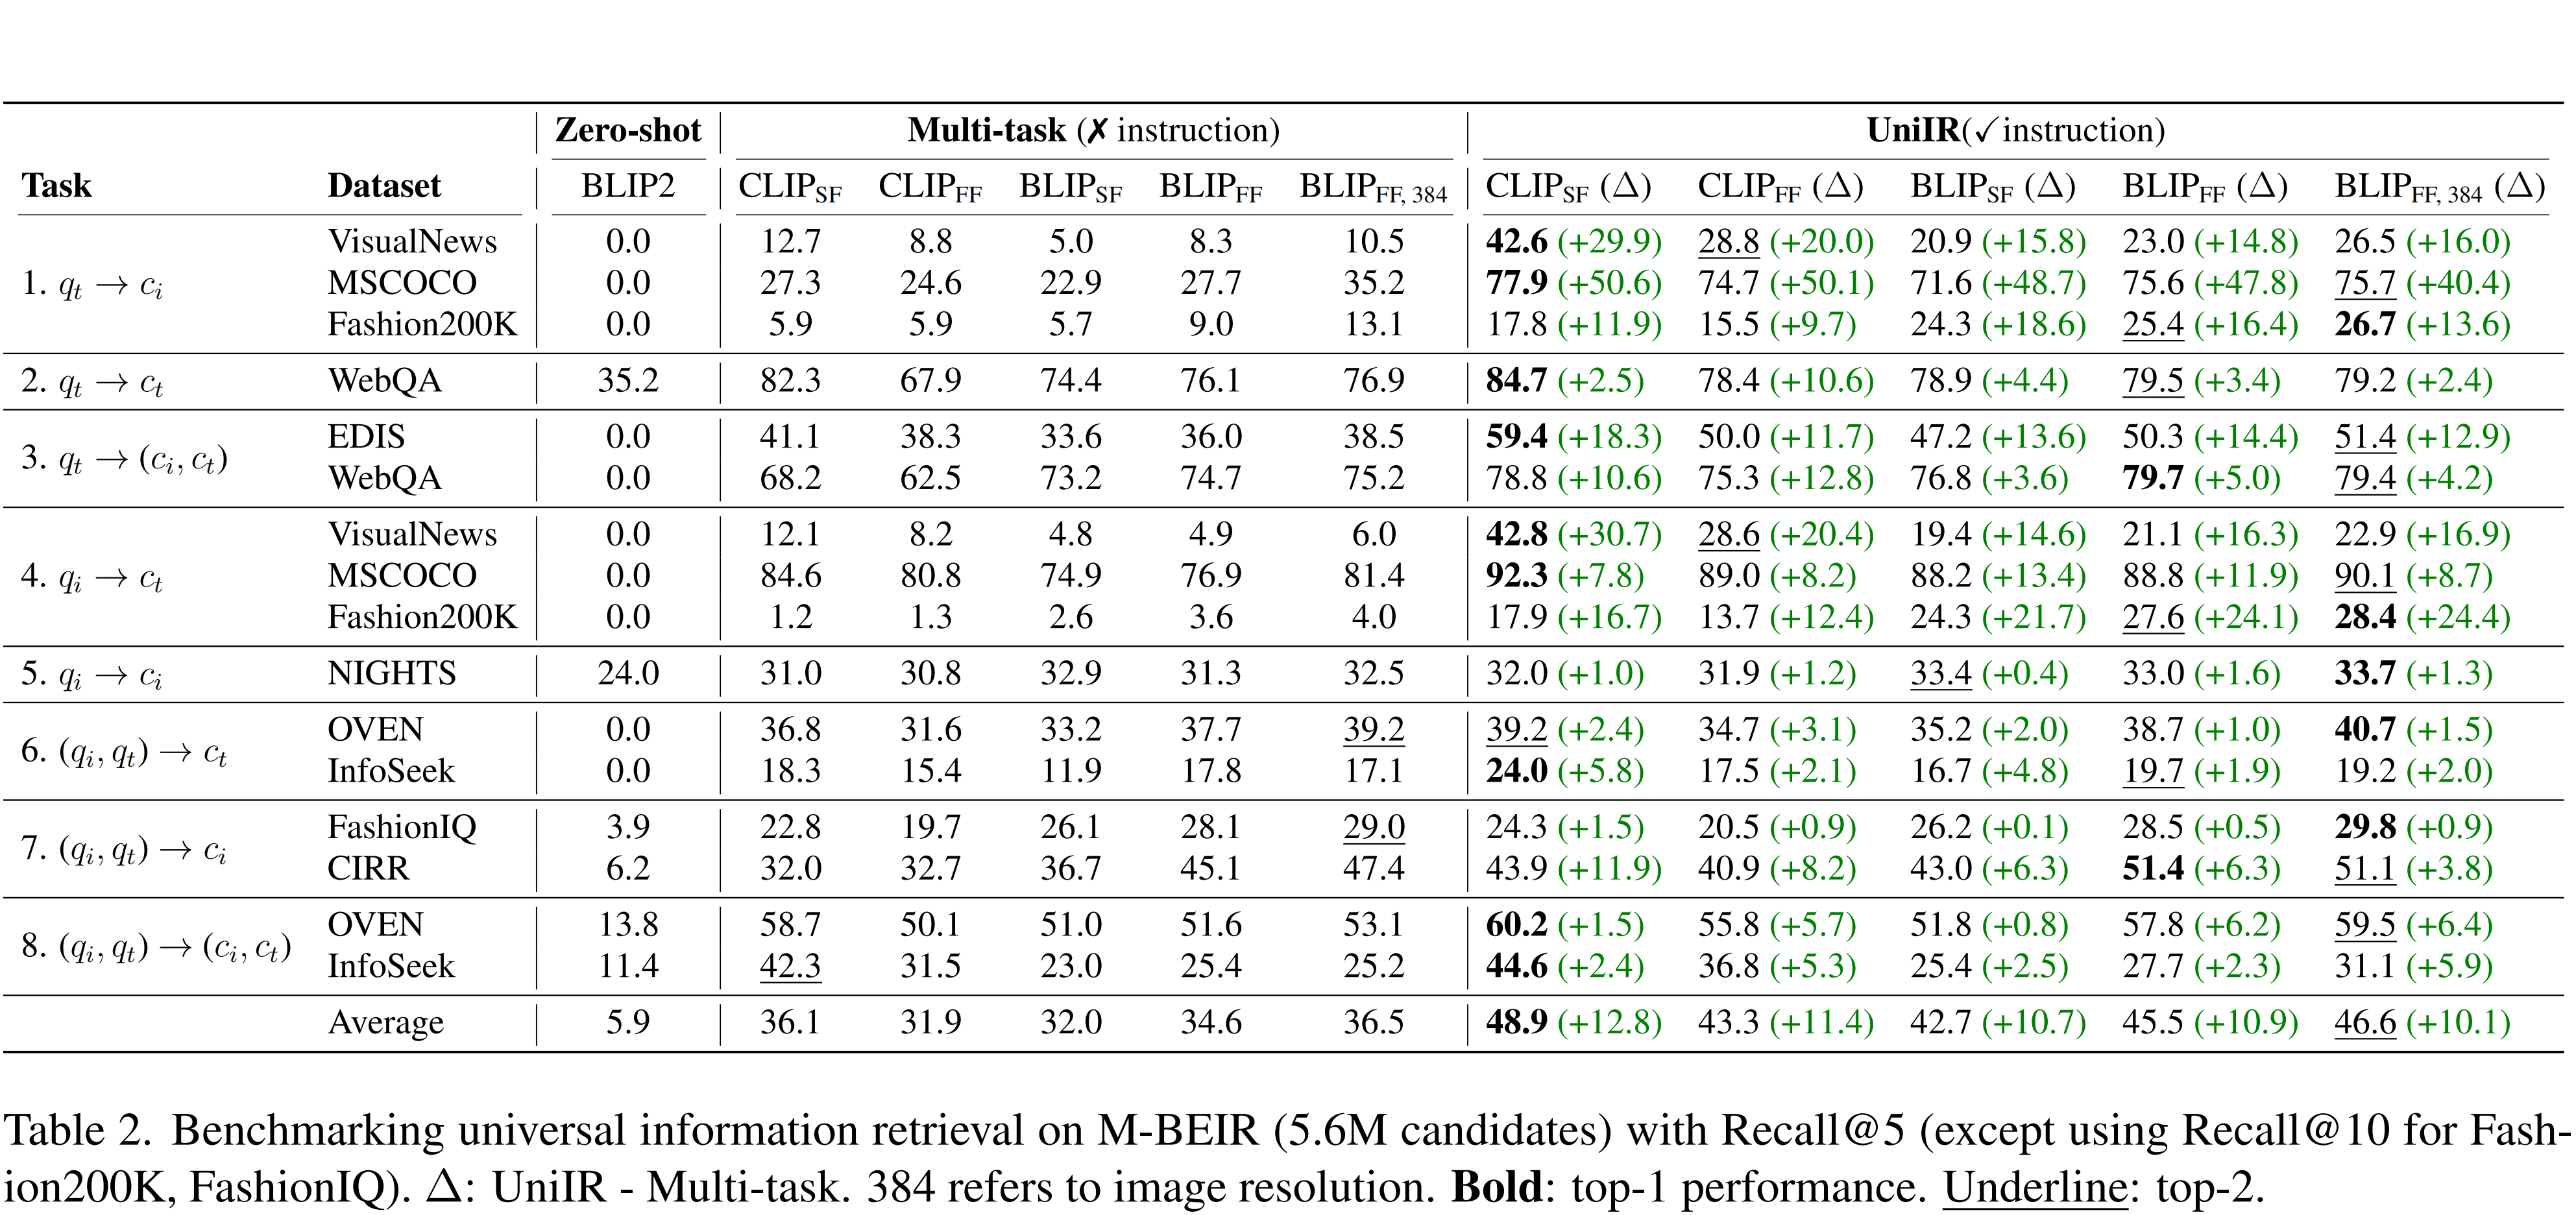 Zero-shot Multi-task (✗ instruction) UniIR(✓instruction)
Task Dataset BLIP2 CLIP_SF CLIP_FF BLIP_SF BLIP_FF BLIP_FF, 384 CLIP_SF (Δ) CLIP_FF (Δ) BLIP_SF (Δ) BLIP_FF (Δ) BLIP_FF, 384 (Δ)
VisualNews 0.0 12.7 8.8 5.0 8.3 10.5 42.6 (+29.9) 28.8 (+20.0) 20.9 (+15.8) 23.0 (+14.8) 26.5 (+16.0)
1. q_t → c_i MSCOCO 0.0 27.3 24.6 22.9 27.7 35.2 77.9 (+50.6) 74.7 (+50.1) 71.6 (+48.7) 75.6 (+47.8) 75.7 (+40.4)
Fashion200K 0.0 5.9 5.9 5.7 9.0 13.1 17.8 (+11.9) 15.5 (+9.7) 24.3 (+18.6) 25.4 (+16.4) 26.7 (+13.6)
2. q_t → c_t WebQA 35.2 82.3 67.9 74.4 76.1 76.9 84.7 (+2.5) 78.4 (+10.6) 78.9 (+4.4) 79.5 (+3.4) 79.2 (+2.4)
3. q_t → (c_i, c_t) EDIS 0.0 41.1 38.3 33.6 36.0 38.5 59.4 (+18.3) 50.0 (+11.7) 47.2 (+13.6) 50.3 (+14.4) 51.4 (+12.9)
WebQA 0.0 68.2 62.5 73.2 74.7 75.2 78.8 (+10.6) 75.3 (+12.8) 76.8 (+3.6) 79.7 (+5.0) 79.4 (+4.2)
VisualNews 0.0 12.1 8.2 4.8 4.9 6.0 42.8 (+30.7) 28.6 (+20.4) 19.4 (+14.6) 21.1 (+16.3) 22.9 (+16.9)
4. q_i → c_t MSCOCO 0.0 84.6 80.8 74.9 76.9 81.4 92.3 (+7.8) 89.0 (+8.2) 88.2 (+13.4) 88.8 (+11.9) 90.1 (+8.7)
Fashion200K 0.0 1.2 1.3 2.6 3.6 4.0 17.9 (+16.7) 13.7 (+12.4) 24.3 (+21.7) 27.6 (+24.1) 28.4 (+24.4)
5. q_i → c_i NIGHTS 24.0 31.0 30.8 32.9 31.3 32.5 32.0 (+1.0) 31.9 (+1.2) 33.4 (+0.4) 33.0 (+1.6) 33.7 (+1.3)
6. (q_i, q_t) → c_t OVEN 0.0 36.8 31.6 33.2 37.7 39.2 39.2 (+2.4) 34.7 (+3.1) 35.2 (+2.0) 38.7 (+1.0) 40.7 (+1.5)
InfoSeek 0.0 18.3 15.4 11.9 17.8 17.1 24.0 (+5.8) 17.5 (+2.1) 16.7 (+4.8) 19.7 (+1.9) 19.2 (+2.0)
7. (q_i, q_t) → c_i FashionIQ 3.9 22.8 19.7 26.1 28.1 29.0 24.3 (+1.5) 20.5 (+0.9) 26.2 (+0.1) 28.5 (+0.5) 29.8 (+0.9)
CIRR 6.2 32.0 32.7 36.7 45.1 47.4 43.9 (+11.9) 40.9 (+8.2) 43.0 (+6.3) 51.4 (+6.3) 51.1 (+3.8)
8. (q_i, q_t) → (c_i, c_t) OVEN 13.8 58.7 50.1 51.0 51.6 53.1 60.2 (+1.5) 55.8 (+5.7) 51.8 (+0.8) 57.8 (+6.2) 59.5 (+6.4)
InfoSeek 11.4 42.3 31.5 23.0 25.4 25.2 44.6 (+2.4) 36.8 (+5.3) 25.4 (+2.5) 27.7 (+2.3) 31.1 (+5.9)
Average 5.9 36.1 31.9 32.0 34.6 36.5 48.9 (+12.8) 43.3 (+11.4) 42.7 (+10.7) 45.5 (+10.9) 46.6 (+10.1)
Table 2. Benchmarking universal information retrieval on M-BEIR (5.6M candidates) with Recall@5 (except using Recall@10 for Fash-
ion200K, FashionIQ). Δ: UniIR - Multi-task. 384 refers to image resolution. Bold: top-1 performance. Underline: top-2.